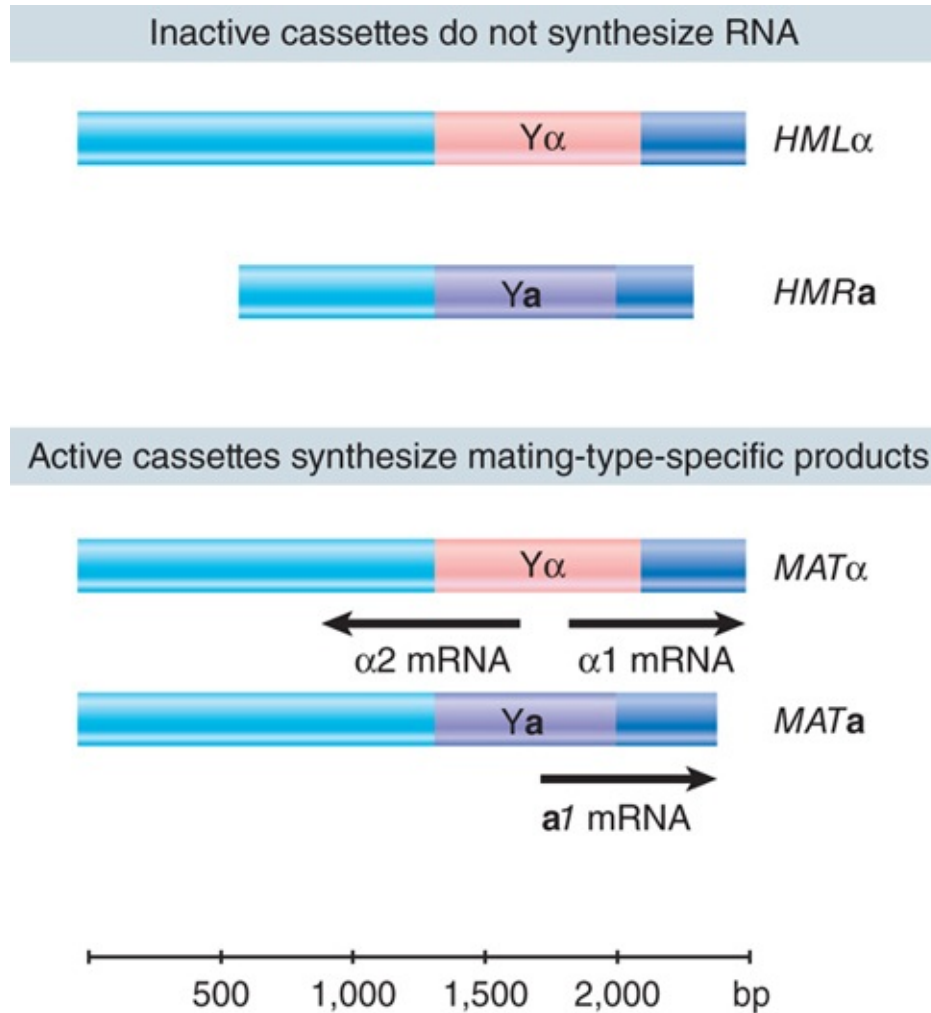 Inactive cassettes do not synthesize RNA
Yα HMLα
Ya HMRa
Active cassettes synthesize mating-type-specific products
Yα MATα
α2 mRNA α1 mRNA
Ya MATa
a1 mRNA
500 1,000 1,500 2,000 bp